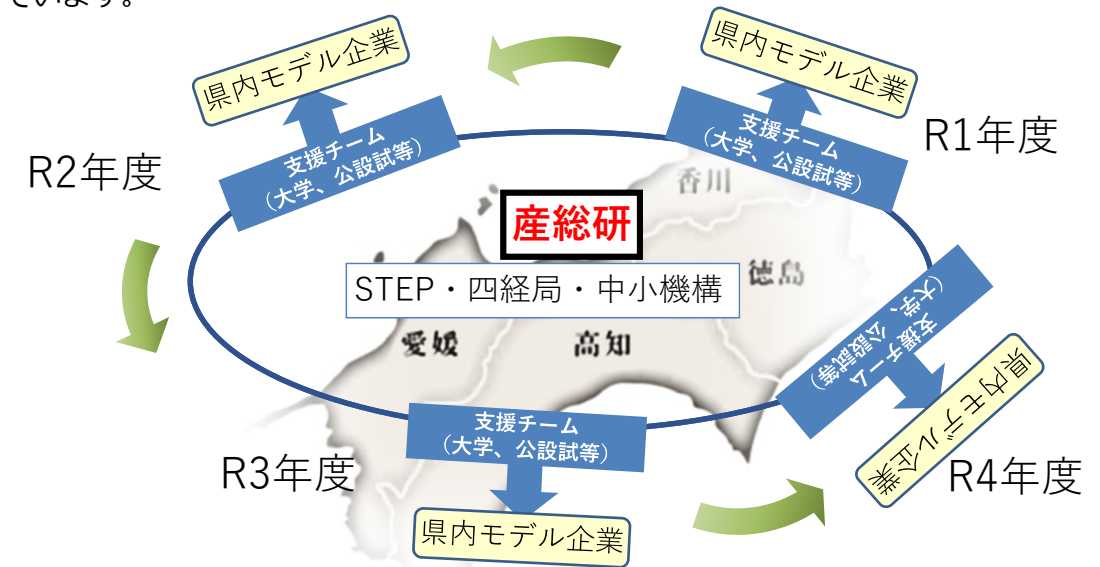 ています。
県内モデル企業
県内モデル企業
支援チーム
（大学、公設試等）
支援チーム
（大学、公設試等）
R1年度
R2年度
香川
産総研
徳島
STEP・四経局・中小機構
愛媛
高知
支援チーム
（大学、公設試等）
支援チーム
（大学、公設試等）
県内モデル企業
R3年度
R4年度
県内モデル企業